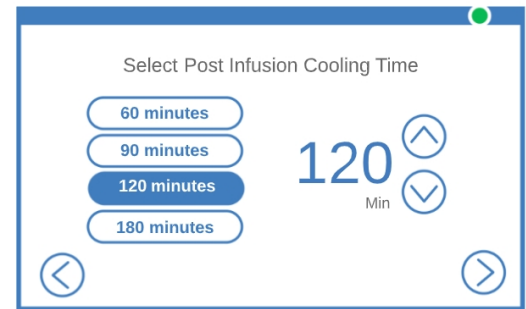 Select Post Infusion Cooling Time
60 minutes
90 minutes
120 minutes
180 minutes
120
Min